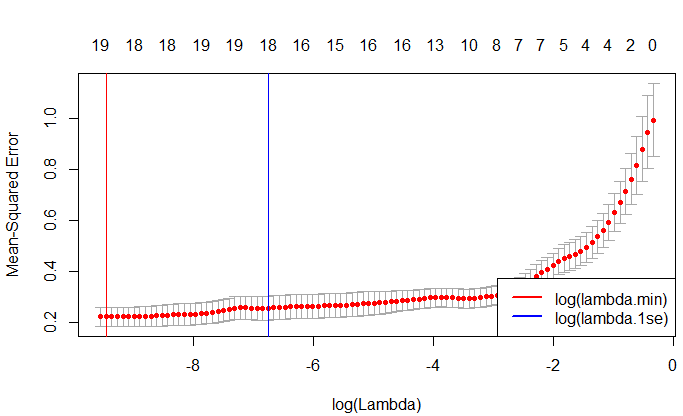 19 18 18 19 19 18 16 15 16 16 13 10 8 7 7 5 4 4 2 0
Mean-Squared Error
1.0
0.8
0.6
0.4
0.2
log(lambda.min)
log(lambda.1se)
-8 -6 -4 -2 0
log(Lambda)